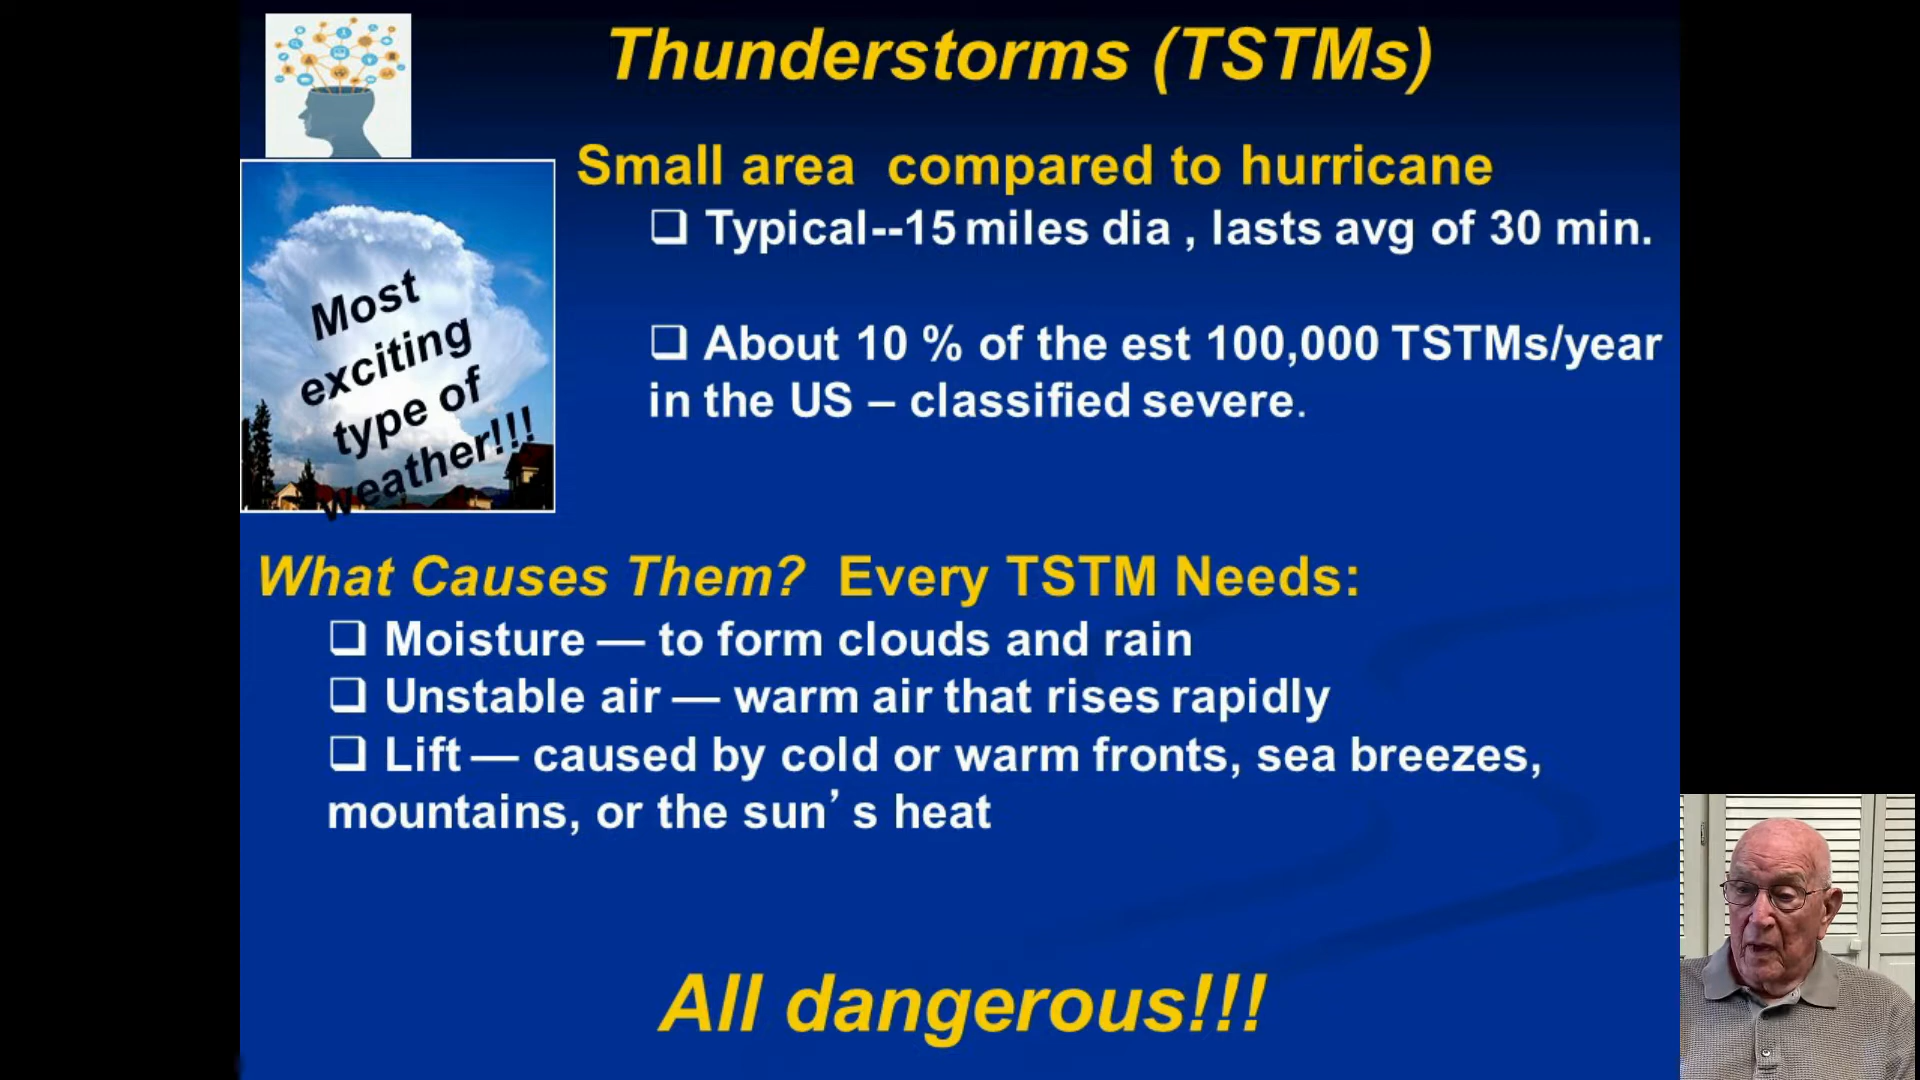 Thunderstorms (TSTMs)
Small area compared to hurricane
❑ Typical--15 miles dia , lasts avg of 30 min.
❑ About 10 % of the est 100,000 TSTMs/year
in the US – classified severe.
Most
exciting
type of
weather!!!
What Causes Them? Every TSTM Needs:
❑ Moisture — to form clouds and rain
❑ Unstable air — warm air that rises rapidly
❑ Lift — caused by cold or warm fronts, sea breezes,
mountains, or the sun’s heat
All dangerous!!!